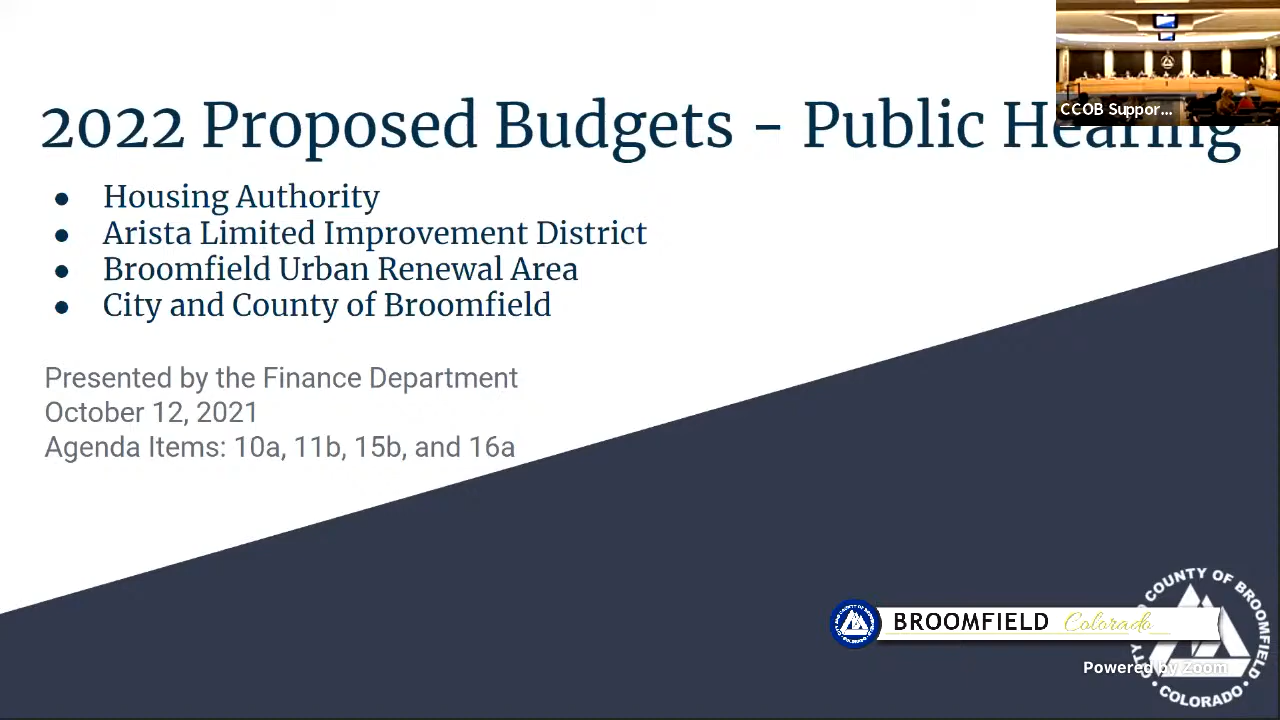 CCOB Suppor...
2022 Proposed Budgets - Public Hearing
● Housing Authority
● Arista Limited Improvement District
● Broomfield Urban Renewal Area
● City and County of Broomfield
Presented by the Finance Department
October 12, 2021
Agenda Items: 10a, 11b, 15b, and 16a
BROOMFIELD Colorado
COUNTY OF BROOMFIELD
• COLORADO •
Powered by Zoom